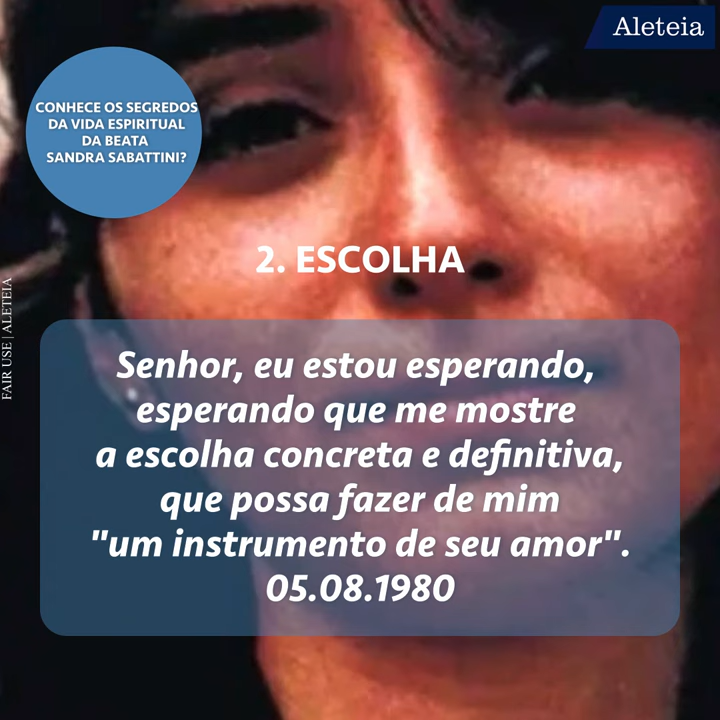 Aleteia
CONHECE OS SEGREDOS
DA VIDA ESPIRITUAL
DA BEATA
SANDRA SABATTINI?
2. ESCOLHA
FAIR USE | ALETEIA
Senhor, eu estou esperando,
esperando que me mostre
a escolha concreta e definitiva,
que possa fazer de mim
"um instrumento de seu amor".
05.08.1980